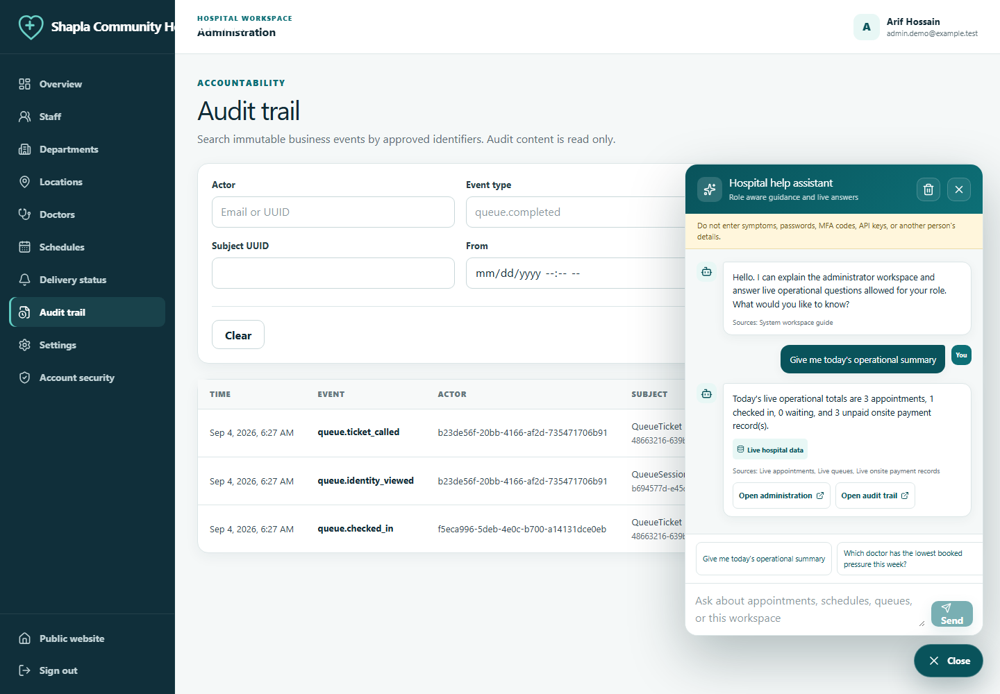 Shapla Community H
Overview
Staff
Departments
Locations
Doctors
Schedules
Delivery status
Audit trail
Settings
Account security
Public website
Sign out
HOSPITAL WORKSPACE
Administration
A
Arif Hossain
admin.demo@example.test
ACCOUNTABILITY
Audit trail
Search immutable business events by approved identifiers. Audit content is read only.
Actor
Event type
Email or UUID
queue.completed
Subject UUID
From
mm/dd/yyyy --:-- --
Clear
TIME EVENT ACTOR SUBJECT
Sep 4, 2026, 6:27 AM queue.ticket_called b23de56f-20bb-4166-af2d-735471706b91 QueueTicket
48663216-639b
Sep 4, 2026, 6:27 AM queue.identity_viewed b23de56f-20bb-4166-af2d-735471706b91 QueueSession
b694577d-e45c
Sep 4, 2026, 6:27 AM queue.checked_in f5eca996-5deb-4e0c-b700-a14131dce0eb QueueTicket
48663216-639b
Hospital help assistant
Role aware guidance and live answers
Do not enter symptoms, passwords, MFA codes, API keys, or another person's
details.
Hello. I can explain the administrator workspace and
answer live operational questions allowed for your role.
What would you like to know?
Sources: System workspace guide
Give me today's operational summary
You
Today's live operational totals are 3 appointments, 1
checked in, 0 waiting, and 3 unpaid onsite payment
record(s).
Live hospital data
Sources: Live appointments, Live queues, Live onsite payment records
Open administration
Open audit trail
Give me today's operational summary
Which doctor has the lowest booked
pressure this week?
Ask about appointments, schedules, queues,
or this workspace
Send
Close